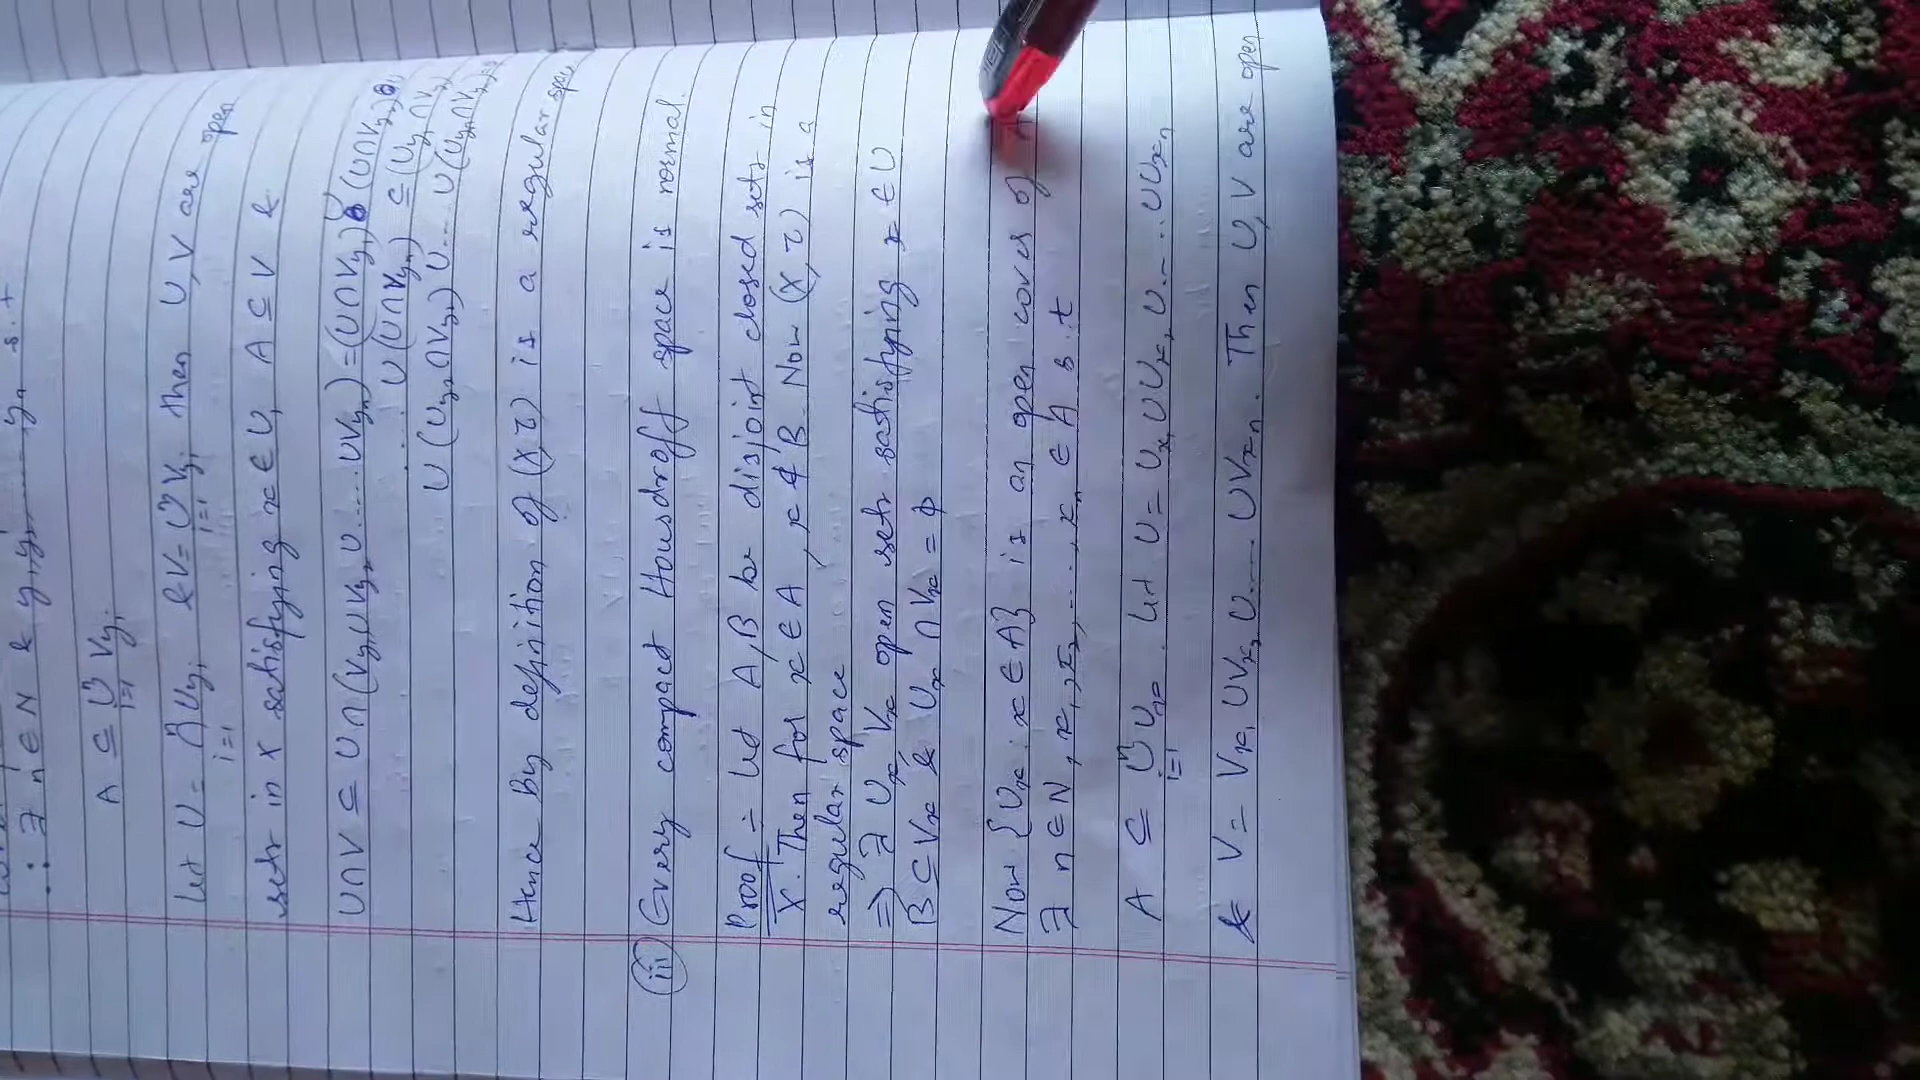 ∴ ∃ n ∈ N & y₁, y₂ ...... yₙ s.t
A ⊆ ⋃ᵢ₌₁ⁿ Vyᵢ
Let U = ⋂ᵢ₌₁ⁿ Uyᵢ & V = ⋃ᵢ₌₁ⁿ Vyᵢ then U, V are open
sets in X satisfying x ∈ U, A ⊆ V &
U∩V ⊆ U∩(Vy₁∪Vy₂∪.....∪Vyₙ) = (U∩Vy₁)∪(U∩Vy₂)∪
.....∪(U∩Vyₙ) ⊆ (Uy₁∩Vy₁)
∪(Uy₂∩Vy₂)∪....∪(Uyₙ∩Vyₙ)=
Hence By definition of (X,τ) is a regular space
(iii) Every compact Housdroff space is normal.
Proof:- Let A, B be disjoint closed sets in
X. Then for x ∈ A, x ∉ B. Now (X, τ) is a
regular space
⇒ ∃ Uₓ Vₓ open sets satisfying x ∈ U
B ⊆ Vₓ & Uₓ ∩ Vₓ = ϕ
Now {Uₓ : x ∈ A} is an open cover of A
∃ n ∈ N, x₁, x₂, ......, xₙ ∈ A s.t
A ⊆ ⋃ᵢ₌₁ⁿ Uₓᵢ. Let U = Uₓ₁∪Uₓ₂∪.....∪Uₓₙ
& V = Vₓ₁∪Vₓ₂∪.....∪Vₓₙ. Then U, V are open